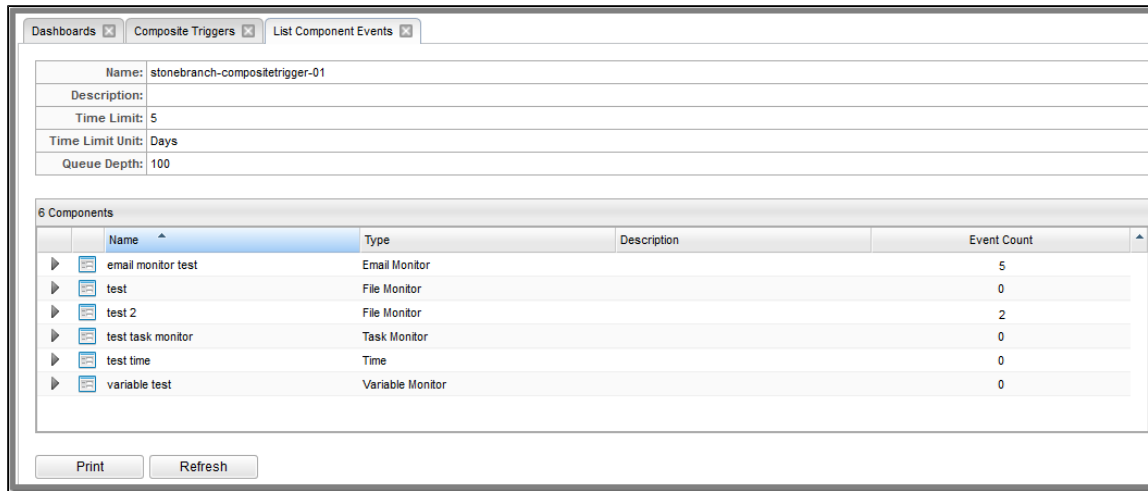 Dashboards Composite Triggers List Component Events
Name: stonebranch-compositetrigger-01
Description:
Time Limit: 5
Time Limit Unit: Days
Queue Depth: 100
6 Components
Name Type Description Event Count
email monitor test Email Monitor 5
test File Monitor 0
test 2 File Monitor 2
test task monitor Task Monitor 0
test time Time 0
variable test Variable Monitor 0
Print Refresh